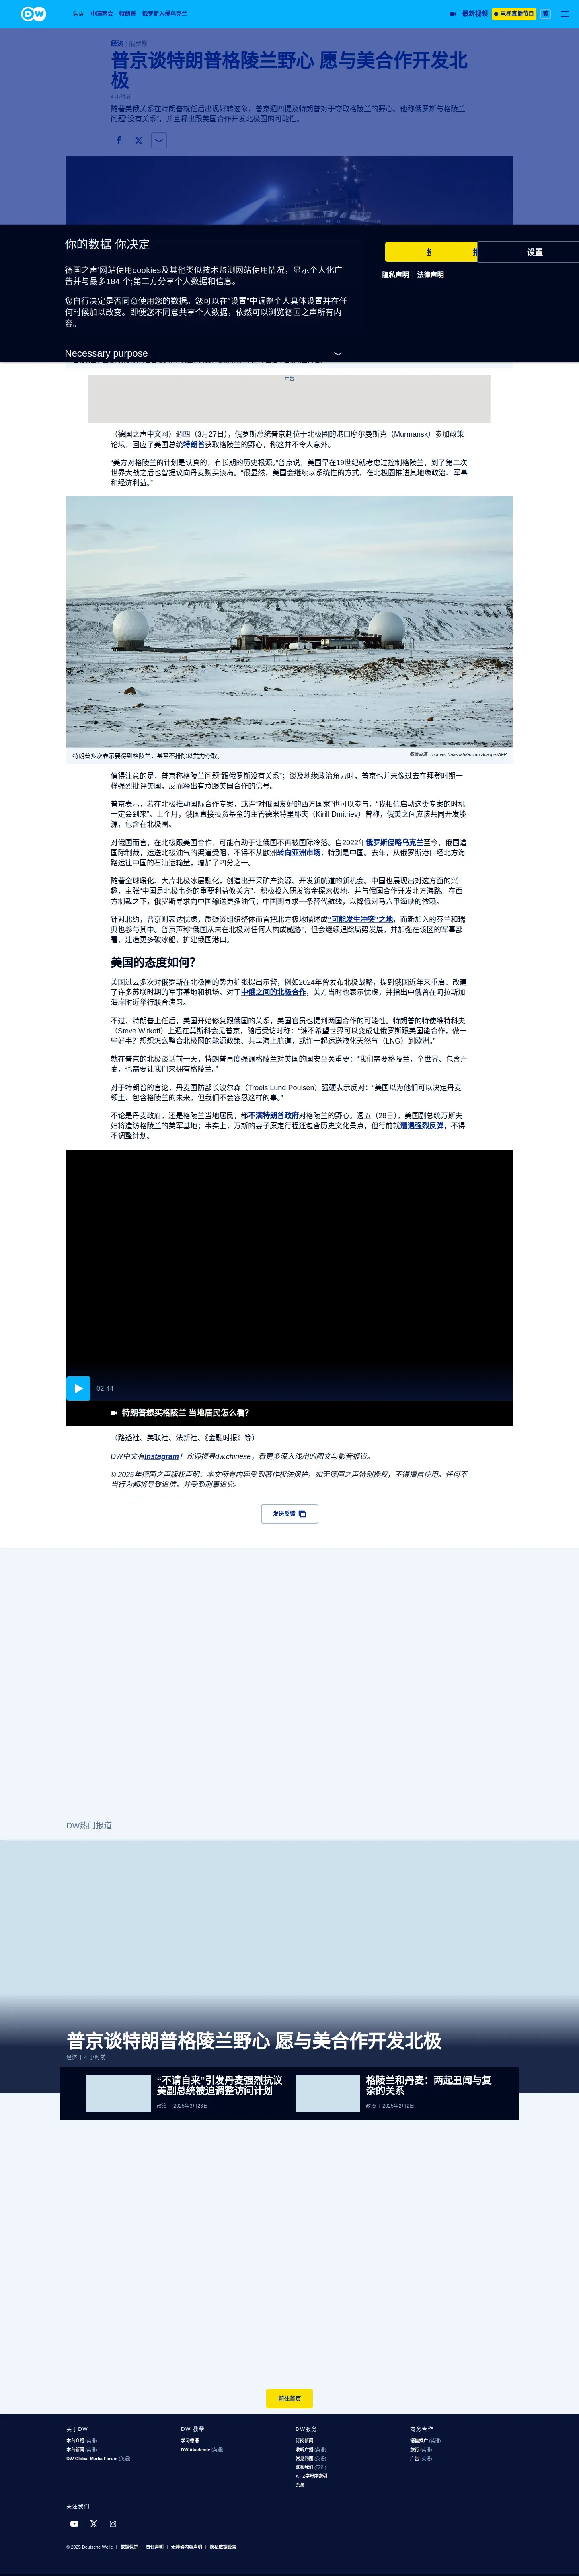 DW
焦点 中国两会 特朗普 俄罗斯入侵乌克兰
最新视频 电视直播节目 繁
经济 | 俄罗斯
普京谈特朗普格陵兰野心 愿与美合作开发北
极
4 小时前
随著美俄关系在特朗普就任后出现好转迹象，普京週四提及特朗普对于夺取格陵兰的野心。他称俄罗斯与格陵兰
问题“没有关系”，并且释出跟美国合作开发北极圈的可能性。
你的数据 你决定
德国之声’网站使用cookies及其他类似技术监测网站使用情况，显示个人化广
告并与最多184 个;第三方分享个人数据和信息。
您自行决定是否同意使用您的数据。您可以在“设置”中调整个人具体设置并在任
何时候加以改变。即便您不同意共享个人数据，依然可以浏览德国之声所有内
容。
设置
隐私声明 | 法律声明
Necessary purpose
广告
（德国之声中文网）週四（3月27日），俄罗斯总统普京赴位于北极圈的港口摩尔曼斯克（Murmansk）参加政策
论坛，回应了美国总统特朗普获取格陵兰的野心，称这并不令人意外。
“美方对格陵兰的计划是认真的，有长期的历史根源。”普京说，美国早在19世纪就考虑过控制格陵兰，到了第二次
世界大战之后也曾提议向丹麦购买该岛。“很显然，美国会继续以系统性的方式，在北极圈推进其地缘政治、军事
和经济利益。”
特朗普多次表示要得到格陵兰，甚至不排除以武力夺取。
图像来源: Thomas Traasdahl/Ritzau Scanpix/AFP
值得注意的是，普京称格陵兰问题“跟俄罗斯没有关系”；谈及地缘政治角力时，普京也并未像过去在拜登时期一
样强烈批评美国，反而释出有意跟美国合作的信号。
普京表示，若在北极推动国际合作专案，或许“对俄国友好的西方国家”也可以参与，“我相信启动这类专案的时机
一定会到来”。上个月，俄国直接投资基金的主管德米特里耶夫（Kirill Dmitriev）曾称，俄美之间应该共同开发能
源，包含在北极圈。
对俄国而言，在北极跟美国合作，可能有助于让俄国不再被国际冷落。自2022年俄罗斯侵略乌克兰至今，俄国遭
国际制裁，运送北极油气的渠道受阻，不得不从欧洲转向亚洲市场，特别是中国。去年，从俄罗斯港口经北方海
路运往中国的石油运输量，增加了四分之一。
随著全球暖化、大片北极冰层融化，创造出开采矿产资源、开发新航道的新机会。中国也展现出对这方面的兴
趣，主张“中国是北极事务的重要利益攸关方”，积极投入研发资金探索极地，并与俄国合作开发北方海路。在西
方制裁之下，俄罗斯寻求向中国输送更多油气；中国则寻求一条替代航线，以降低对马六甲海峡的依赖。
针对北约，普京则表达忧虑，质疑该组织整体而言把北方极地描述成“可能发生冲突”之地，而新加入的芬兰和瑞
典也参与其中。普京声称“俄国从未在北极对任何人构成威胁”，但会继续追踪局势发展，并加强在该区的军事部
署、建造更多破冰船、扩建俄国港口。
美国的态度如何？
美国过去多次对俄罗斯在北极圈的势力扩张提出示警，例如2024年曾发布北极战略，提到俄国近年来重启、改建
了许多苏联时期的军事基地和机场。对于中俄之间的北极合作，美方当时也表示忧虑，并指出中俄曾在阿拉斯加
海岸附近举行联合演习。
不过，特朗普上任后，美国开始修复跟俄国的关系，美国官员也提到两国合作的可能性。特朗普的特使维特科夫
（Steve Witkoff）上週在莫斯科会见普京，随后受访时称：“谁不希望世界可以变成让俄罗斯跟美国能合作，做一
些好事？想想怎么整合北极圈的能源政策、共享海上航道，或许一起运送液化天然气（LNG）到欧洲。”
就在普京的北极谈话前一天，特朗普再度强调格陵兰对美国的国安至关重要：“我们需要格陵兰，全世界、包含丹
麦，也需要让我们来拥有格陵兰。”
对于特朗普的言论，丹麦国防部长波尔森（Troels Lund Poulsen）强硬表示反对：“美国以为他们可以决定丹麦
领土、包含格陵兰的未来，但我们不会容忍这样的事。”
不论是丹麦政府，还是格陵兰当地居民，都不满特朗普政府对格陵兰的野心。週五（28日），美国副总统万斯夫
妇将造访格陵兰的美军基地；事实上，万斯的妻子原定行程还包含历史文化景点，但行前就遭遇强烈反弹，不得
不调整计划。
02:44
特朗普想买格陵兰 当地居民怎么看？
（路透社、美联社、法新社、《金融时报》等）
DW中文有Instagram！欢迎搜寻dw.chinese，看更多深入浅出的图文与影音报道。
© 2025年德国之声版权声明：本文所有内容受到著作权法保护，如无德国之声特别授权，不得擅自使用。任何不
当行为都将导致追偿，并受到刑事追究。
发送反馈
DW热门报道
普京谈特朗普格陵兰野心 愿与美合作开发北极
经济 | 4 小时前
“不请自来”引发丹麦强烈抗议
美副总统被迫调整访问计划
政治 | 2025年3月26日
格陵兰和丹麦：两起丑闻与复
杂的关系
政治 | 2025年2月2日
前往首页
关于DW
本台介绍 (英语)
本台新闻 (英语)
DW Global Media Forum (英语)
DW 教学
学习德语
DW Akademie (英语)
DW服务
订阅新闻
收听广播 (英语)
常见问题 (英语)
联系我们 (英语)
A - Z字母序索引
头条
商务合作
销售推广 (英语)
旅行 (英语)
广告 (英语)
关注我们
© 2025 Deutsche Welle | 数据保护 | 责任声明 | 无障碍内容声明 | 隐私数据设置